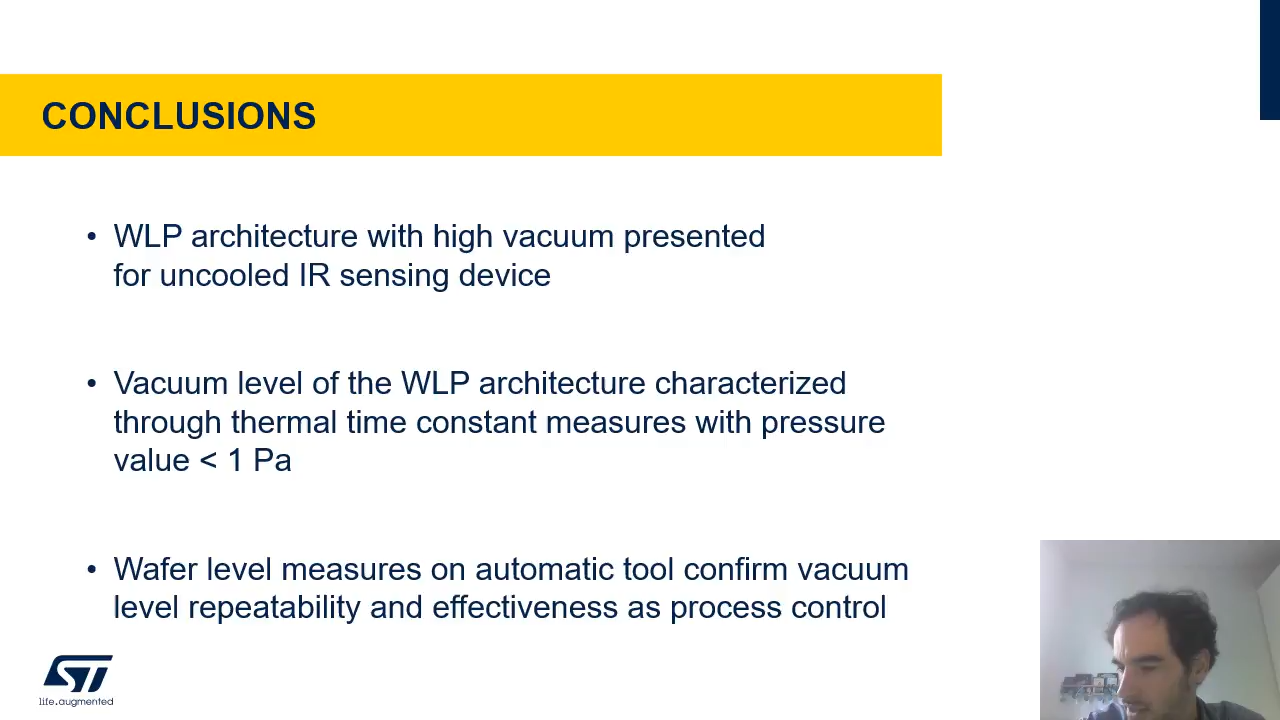 CONCLUSIONS
• WLP architecture with high vacuum presented
for uncooled IR sensing device
• Vacuum level of the WLP architecture characterized
through thermal time constant measures with pressure
value < 1 Pa
• Wafer level measures on automatic tool confirm vacuum
level repeatability and effectiveness as process control
ST
life.augmented